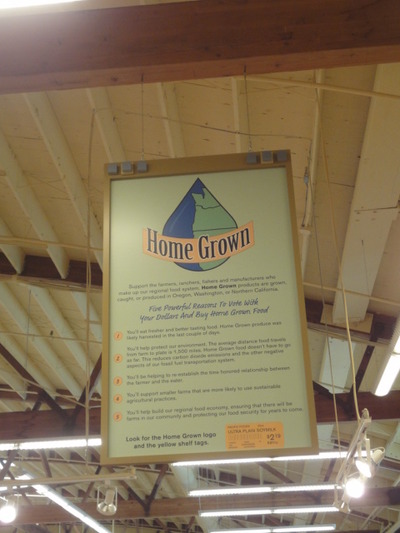 Home Grown
Support the farmers, ranchers, fishers and manufacturers who
make up our regional food system. Home Grown products are grown,
caught, or produced in Oregon, Washington, to Northern California.
Five Powerful Reasons To Vote With
Your Dollars And Buy Home Grown Food
1 You'll eat fresher and better tasting food. Home Grown produce was
likely harvested in the last couple of days.
2 You'll help protect our environment. The average distance food travels
from farm to plate is 1,500 miles. Home Grown food doesn't have to go
as far. This reduces carbon dioxide emissions and the other negative
aspects of our fossil fuel transportation system.
3 You'll be helping to re-establish the time honored relationship between
the farmer and the eater.
4 You'll support smaller farms that are more likely to use sustainable
agricultural practices.
5 You'll help build our regional food economy, ensuring that there will be
farms in our community and protecting our food security for years to come.
Look for the Home Grown logo
and the yellow shelf tags.
ULTRA PLAIN SOYMILK